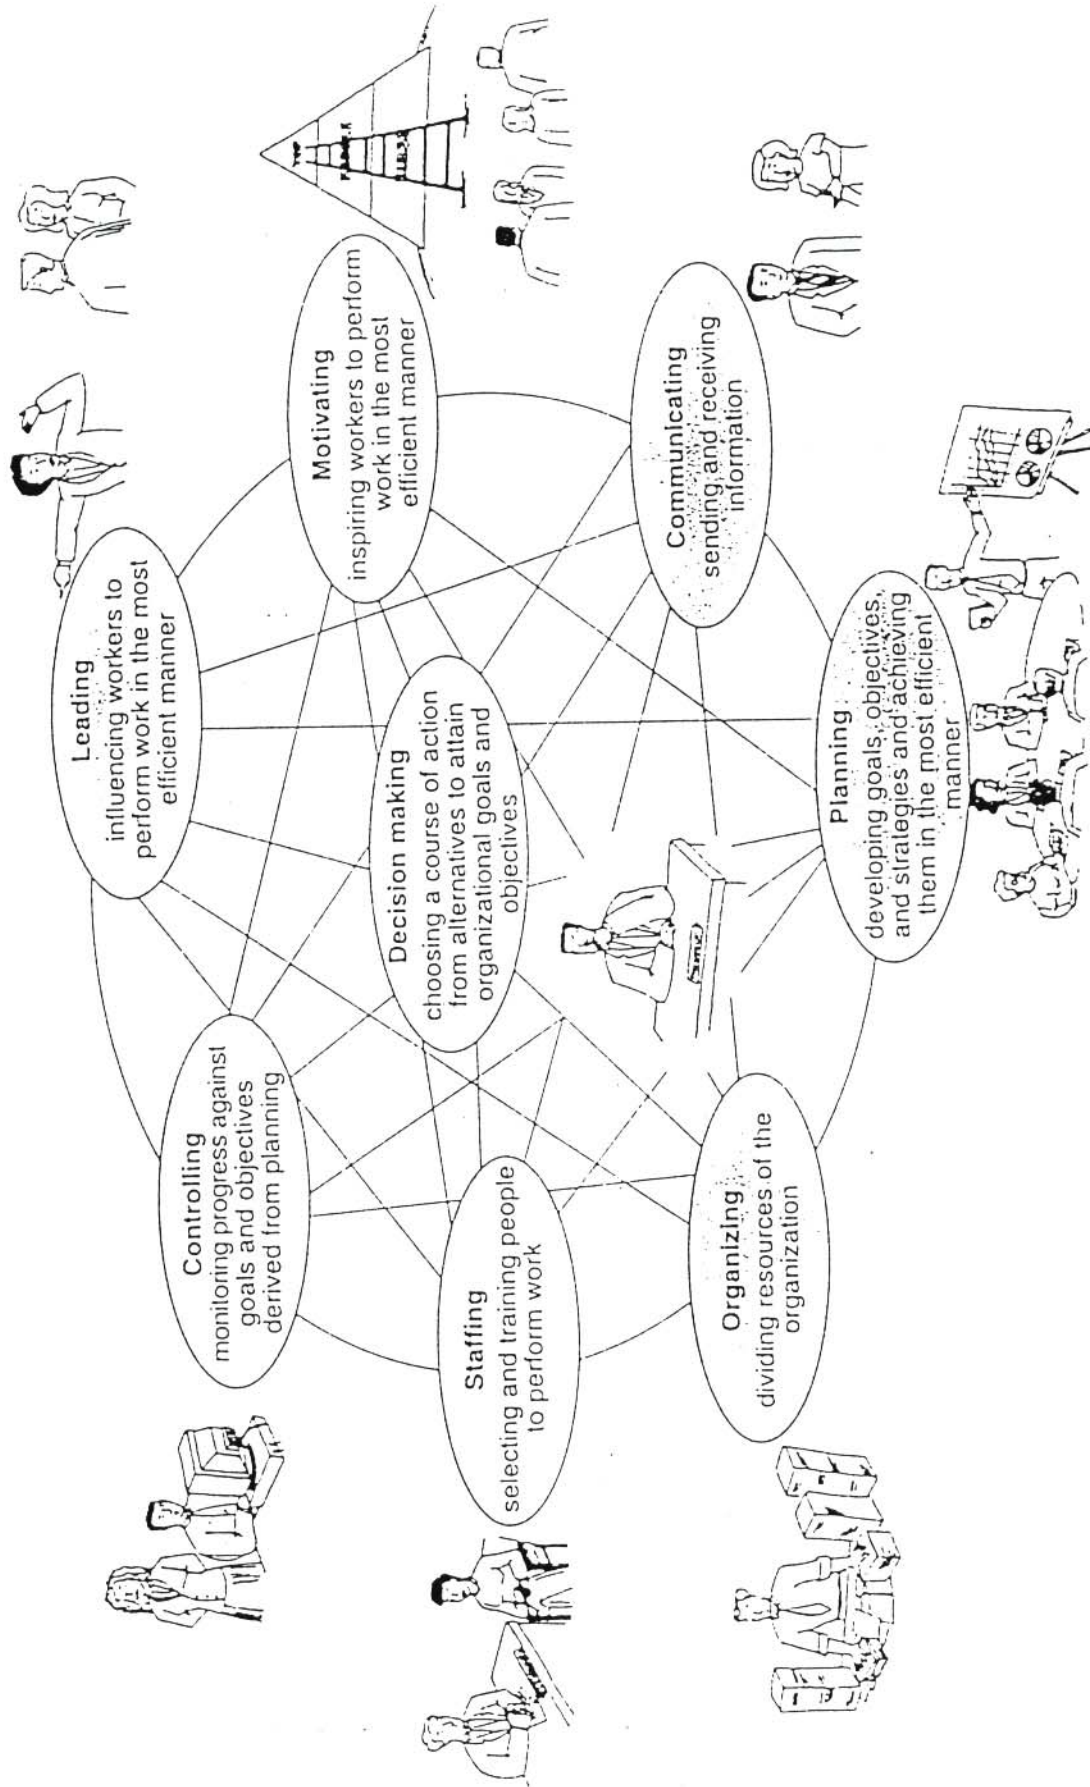 Leading
influencing workers to
perform work in the most
efficient manner
Motivating
inspiring workers to perform
work in the most
efficient manner
Controlling
monitoring progress against
goals and objectives
derived from planning
Decision making
choosing a course of action
from alternatives to attain
organizational goals and
objectives
Staffing
selecting and training people
to perform work
Communicating
sending and receiving
information
Organizing
dividing resources of the
organization
Planning
developing goals, objectives,
and strategies and achieving
them in the most efficient
manner